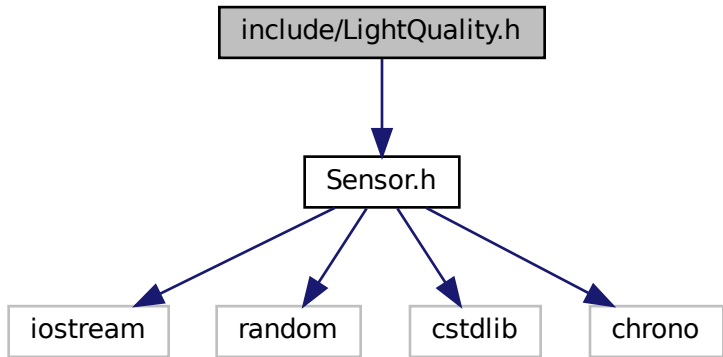 include/LightQuality.h
Sensor.h
iostream
random
cstdlib
chrono